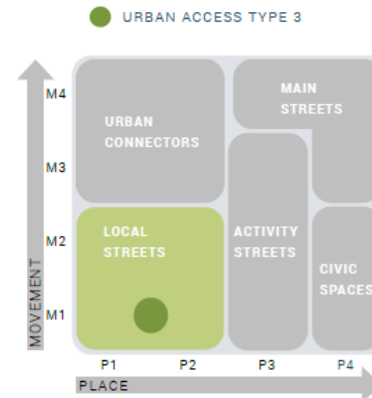 URBAN ACCESS TYPE 3
M4
MAIN
STREETS
URBAN
CONNECTORS
M3
M2
LOCAL
STREETS
ACTIVITY
STREETS
CIVIC
SPACES
MOVEMENT
M1
P1
P2
P3
P4
PLACE